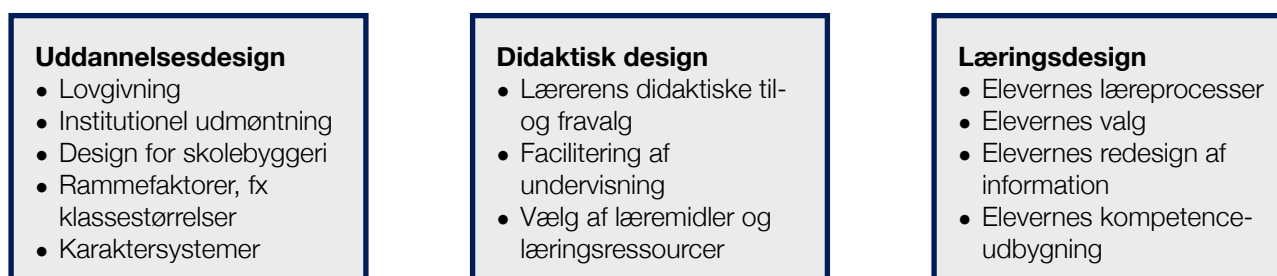 Uddannelsesdesign
• Lovgivning
• Institutionel udmøntning
• Design for skolebyggeri
• Rammefaktorer, fx
klassestørrelser
• Karaktersystemer
Didaktisk design
• Lærerens didaktiske til-
og fravalg
• Facilitering af
undervisning
• Vælg af læremidler og
læringsressourcer
Læringsdesign
• Elevernes læreprocesser
• Elevernes valg
• Elevernes redesign af
information
• Elevernes kompetence-
udbygning